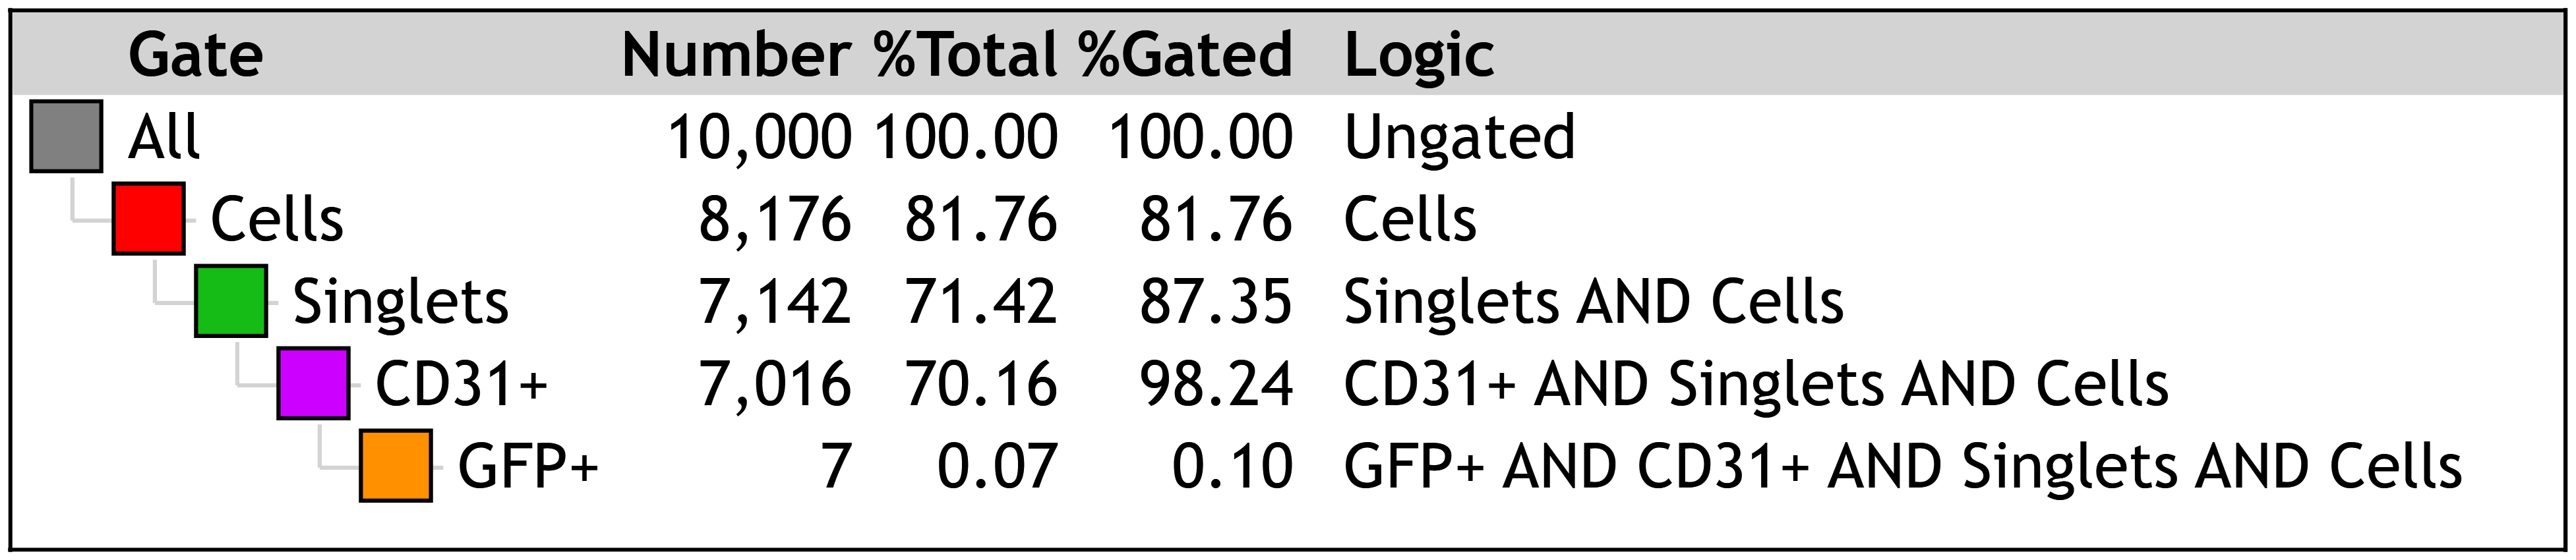 Gate Number %Total %Gated Logic
All 10,000 100.00 100.00 Ungated
Cells 8,176 81.76 81.76 Cells
Singlets 7,142 71.42 87.35 Singlets AND Cells
CD31+ 7,016 70.16 98.24 CD31+ AND Singlets AND Cells
GFP+ 7 0.07 0.10 GFP+ AND CD31+ AND Singlets AND Cells